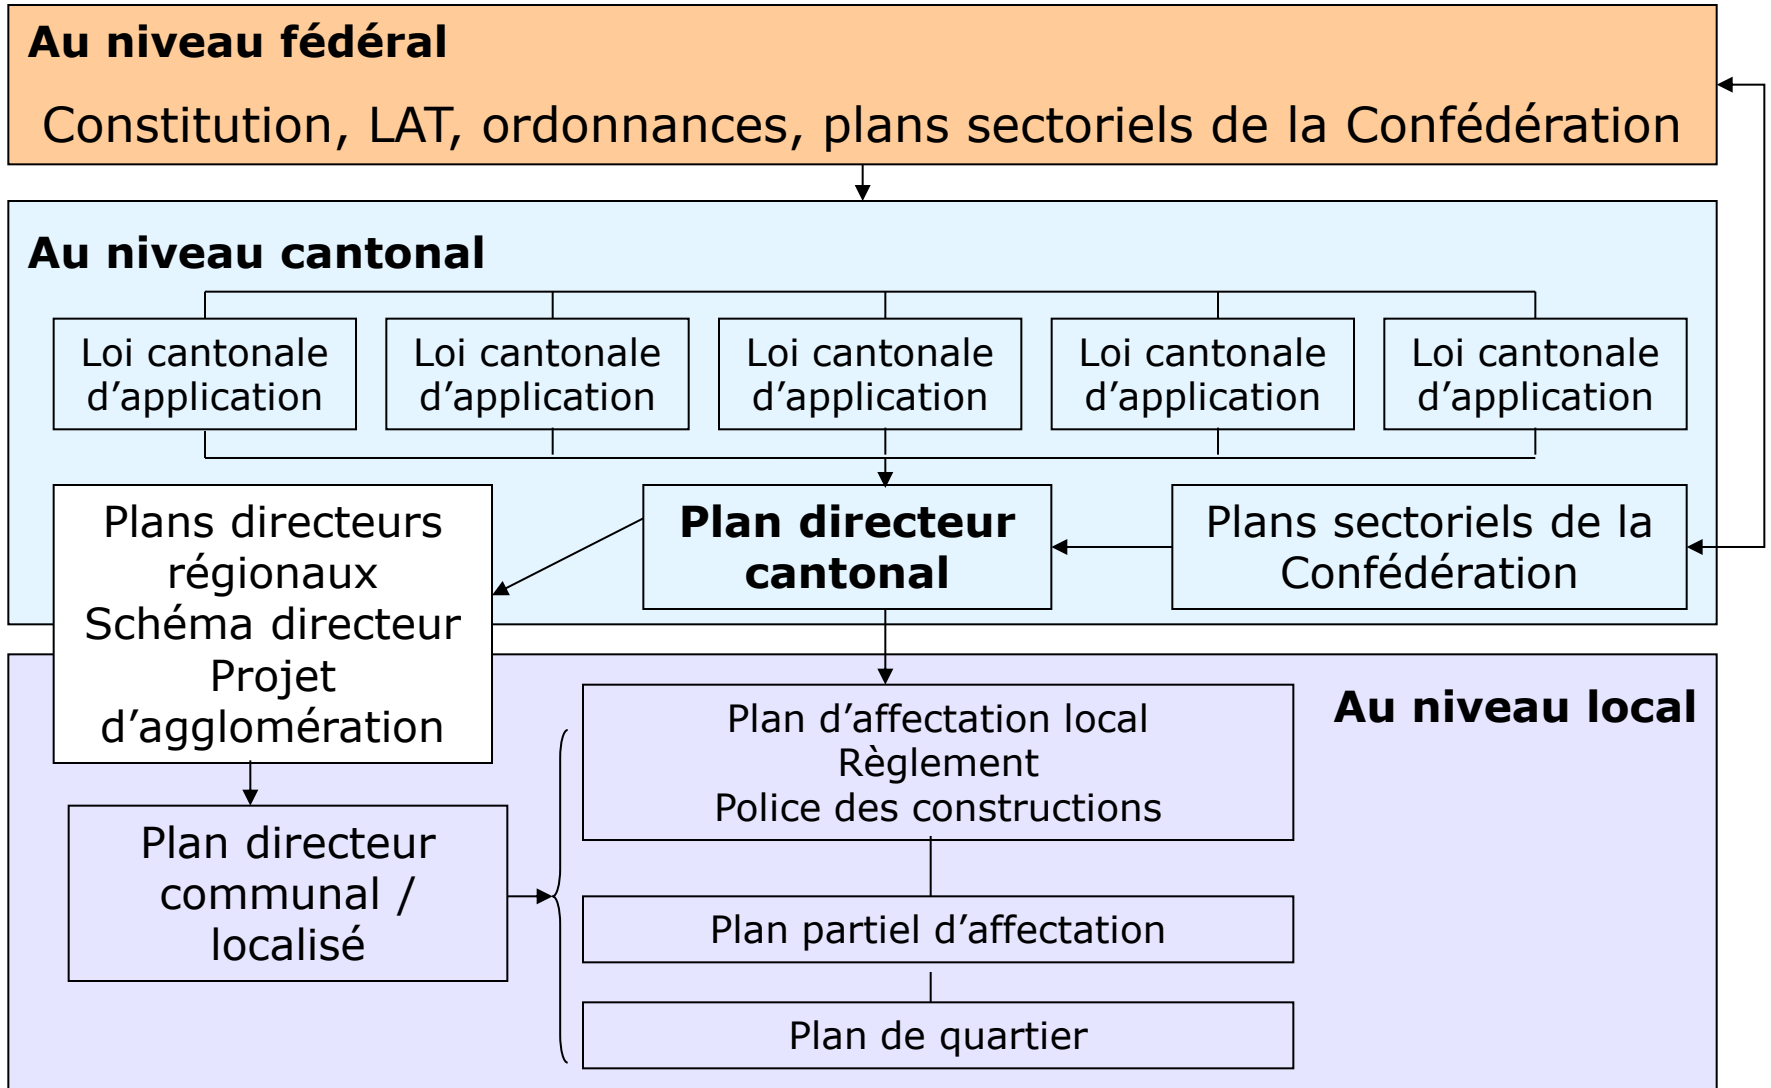 Au niveau fédéral
Constitution, LAT, ordonnances, plans sectoriels de la Confédération
Au niveau cantonal
Loi cantonale
d’application
Loi cantonale
d’application
Loi cantonale
d’application
Loi cantonale
d’application
Loi cantonale
d’application
Plans directeurs
régionaux
Schéma directeur
Projet
d’agglomération
Plan directeur
cantonal
Plans sectoriels de la
Confédération
Au niveau local
Plan d’affectation local
Règlement
Police des constructions
Plan directeur
communal /
localisé
Plan partiel d’affectation
Plan de quartier